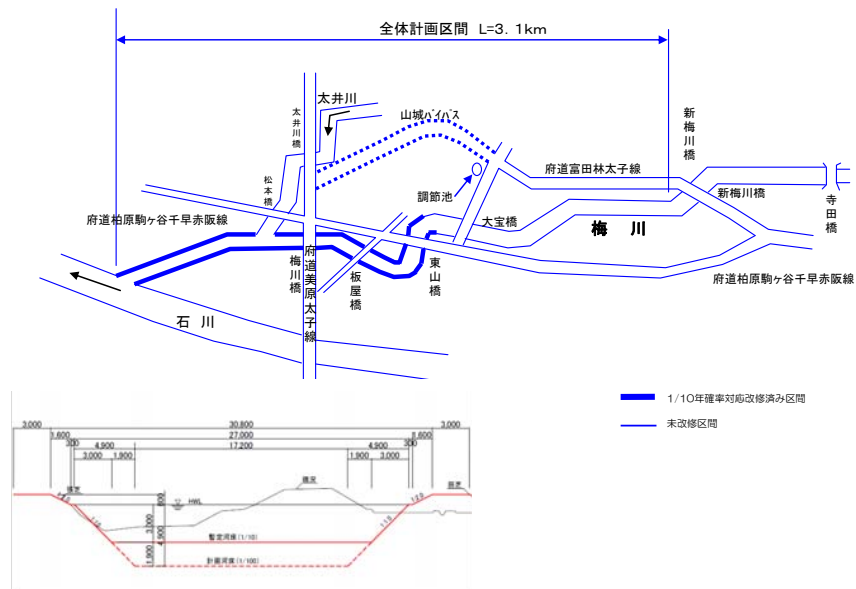 全体計画区間 L=3.1km
太井川橋
太井川
山城バイパス
新梅川橋
松本橋
調節池
府道富田林太子線
新梅川橋
寺田橋
府道柏原駒ヶ谷千早赤阪線
大宝橋
梅川
梅川橋
府道美原太子線
板屋橋
東山橋
府道柏原駒ヶ谷千早赤阪線
石川
1/10年確率対応改修済み区間
未改修区間
3,000
30,800
3,000
1,600
27,000
300
4,900
17,200
4,900
3,000
1,900
1,900
3,000
HWL
600
3,000
4,900
1,900
暫定河床(1/10)
計画河床(1/100)